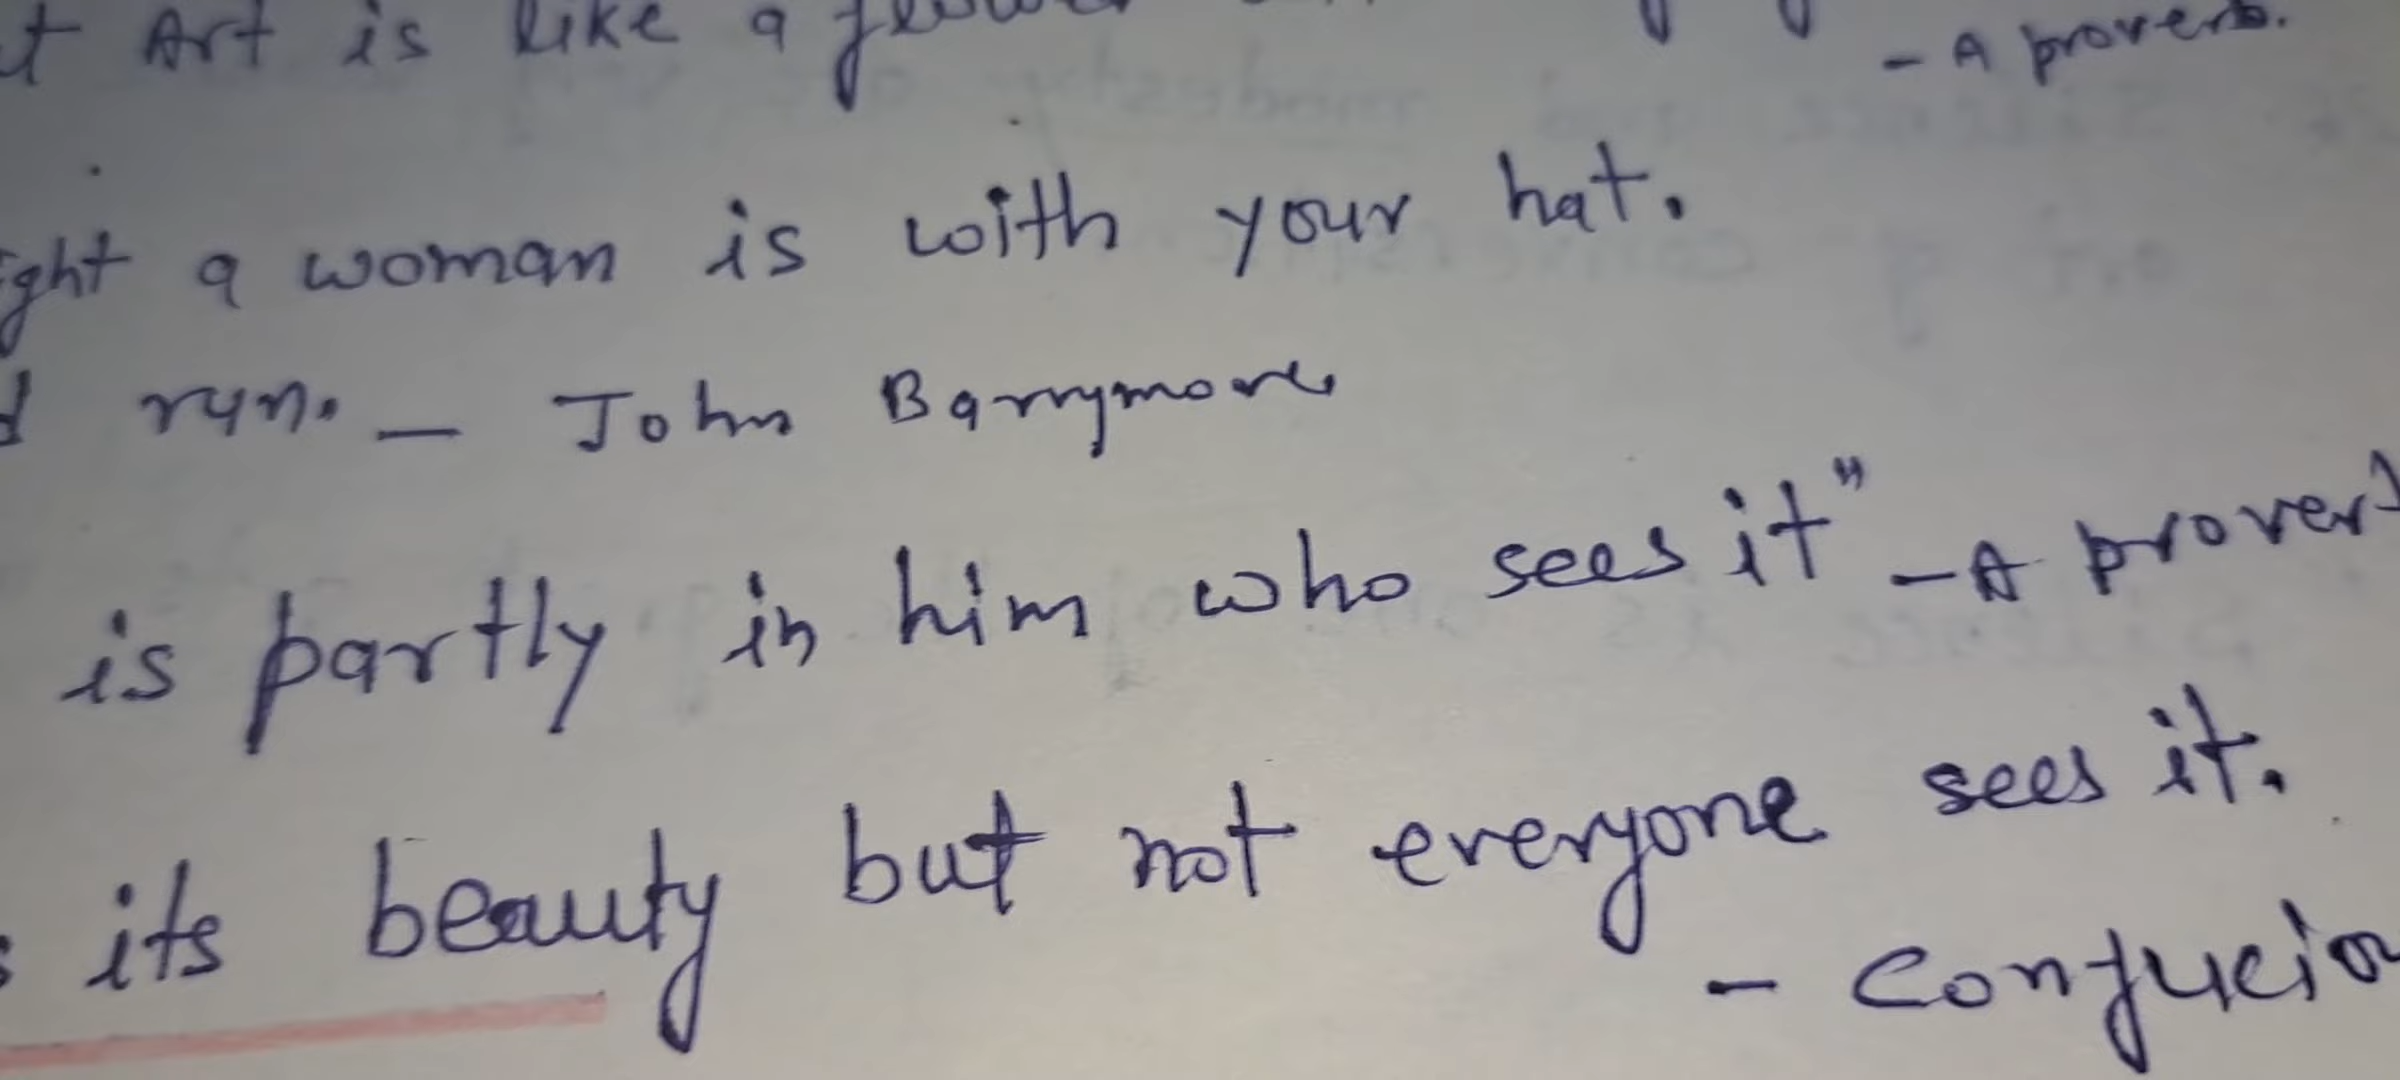 Art is like a
- A proverb.
a woman is with your hat.
run. - John Barrymore
is partly in him who sees it" - A prover
its beauty but not everyone sees it.
- Confucio